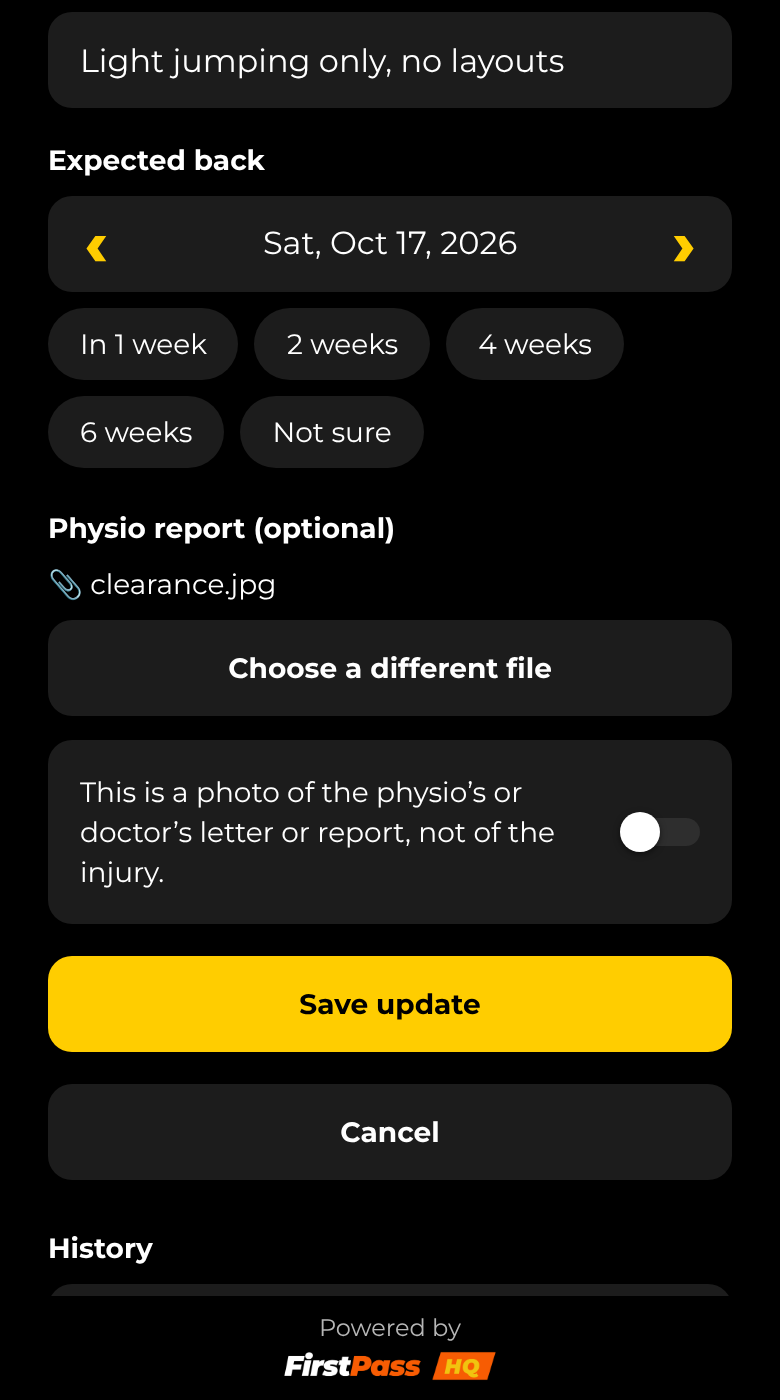 Light jumping only, no layouts
Expected back
‹ Sat, Oct 17, 2026 ›
In 1 week 2 weeks 4 weeks
6 weeks Not sure
Physio report (optional)
📎 clearance.jpg
Choose a different file
This is a photo of the physio’s or
doctor’s letter or report, not of the
injury.
Save update
Cancel
History
Powered by
FirstPass HQ